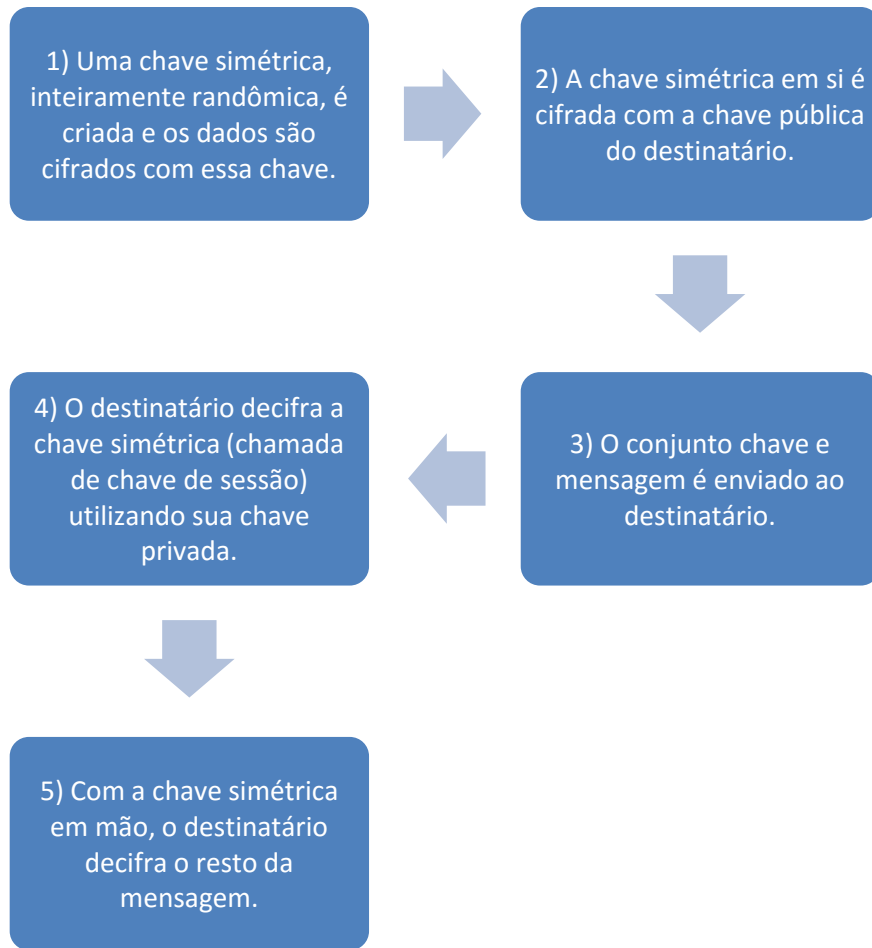 1) Uma chave simétrica,
inteiramente randômica, é
criada e os dados são
cifrados com essa chave.
2) A chave simétrica em si é
cifrada com a chave pública
do destinatário.
3) O conjunto chave e
mensagem é enviado ao
destinatário.
4) O destinatário decifra a
chave simétrica (chamada
de chave de sessão)
utilizando sua chave
privada.
5) Com a chave simétrica
em mão, o destinatário
decifra o resto da
mensagem.